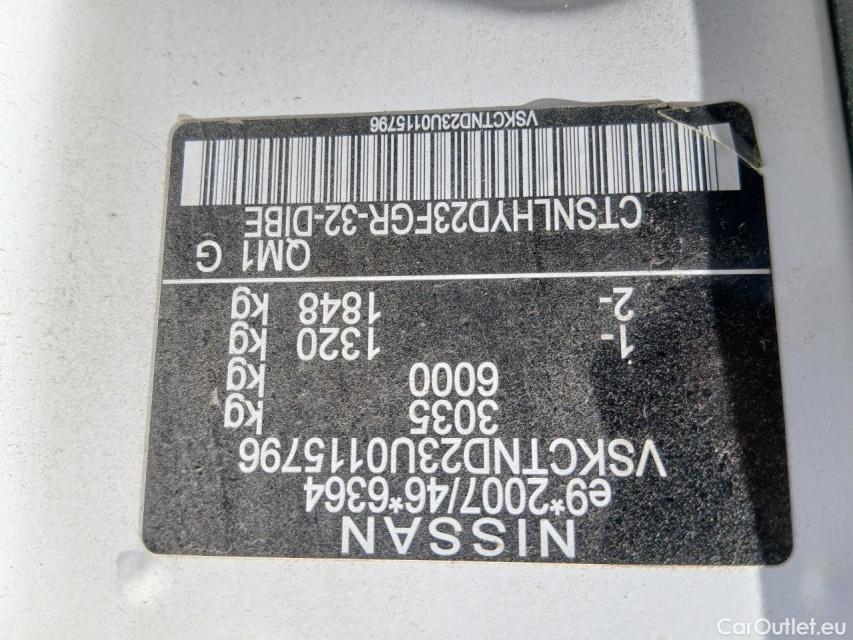 NISSAN
e9*2007/46*6364
VSKCTND23U0115796
3035 kg
6000 kg
1- 1320 kg
2- 1848 kg
QM1 G
CTSNLHYD23FGR-32-DIBE
VSKCTND23U0115796
CarOutlet.eu